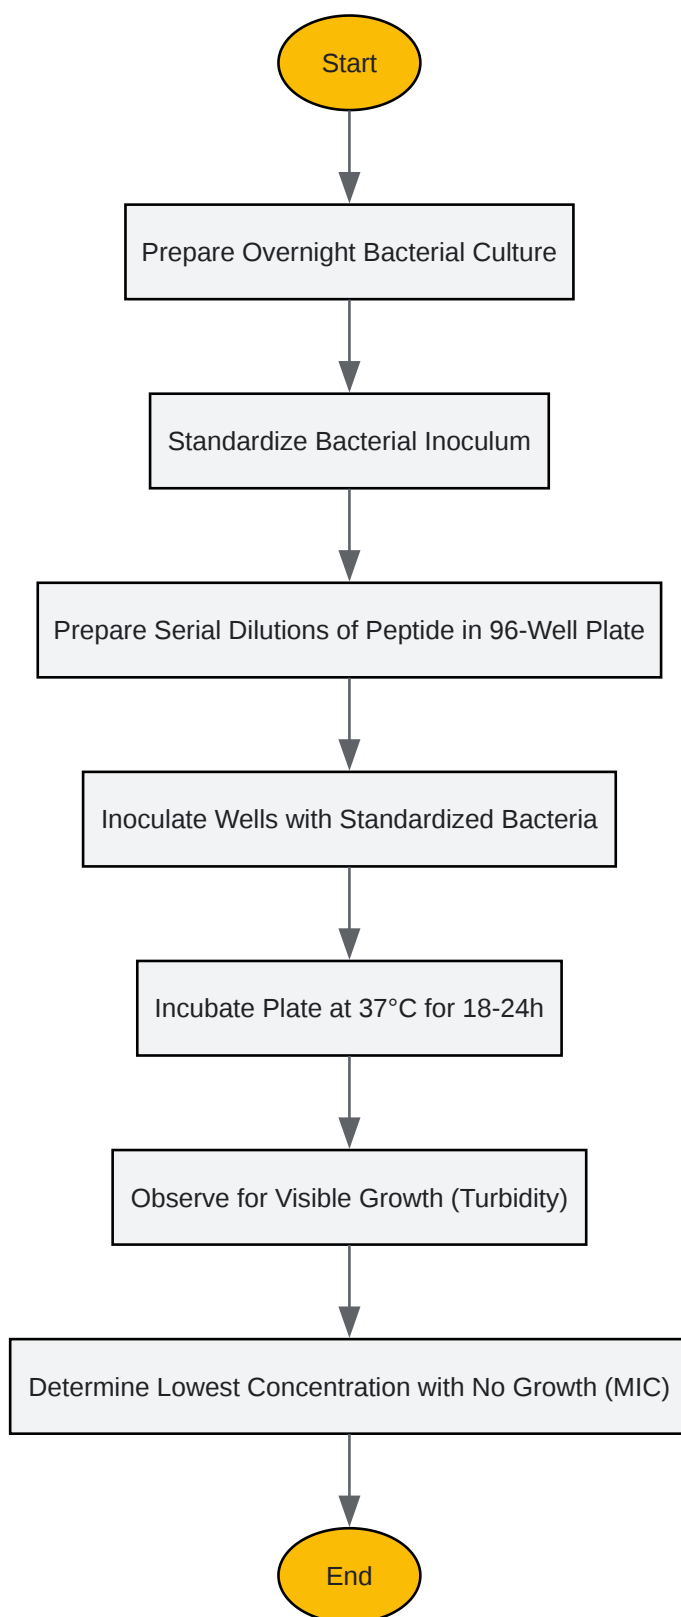 Start
Prepare Overnight Bacterial Culture
Standardize Bacterial Inoculum
Prepare Serial Dilutions of Peptide in 96-Well Plate
Inoculate Wells with Standardized Bacteria
Incubate Plate at 37°C for 18-24h
Observe for Visible Growth (Turbidity)
Determine Lowest Concentration with No Growth (MIC)
End